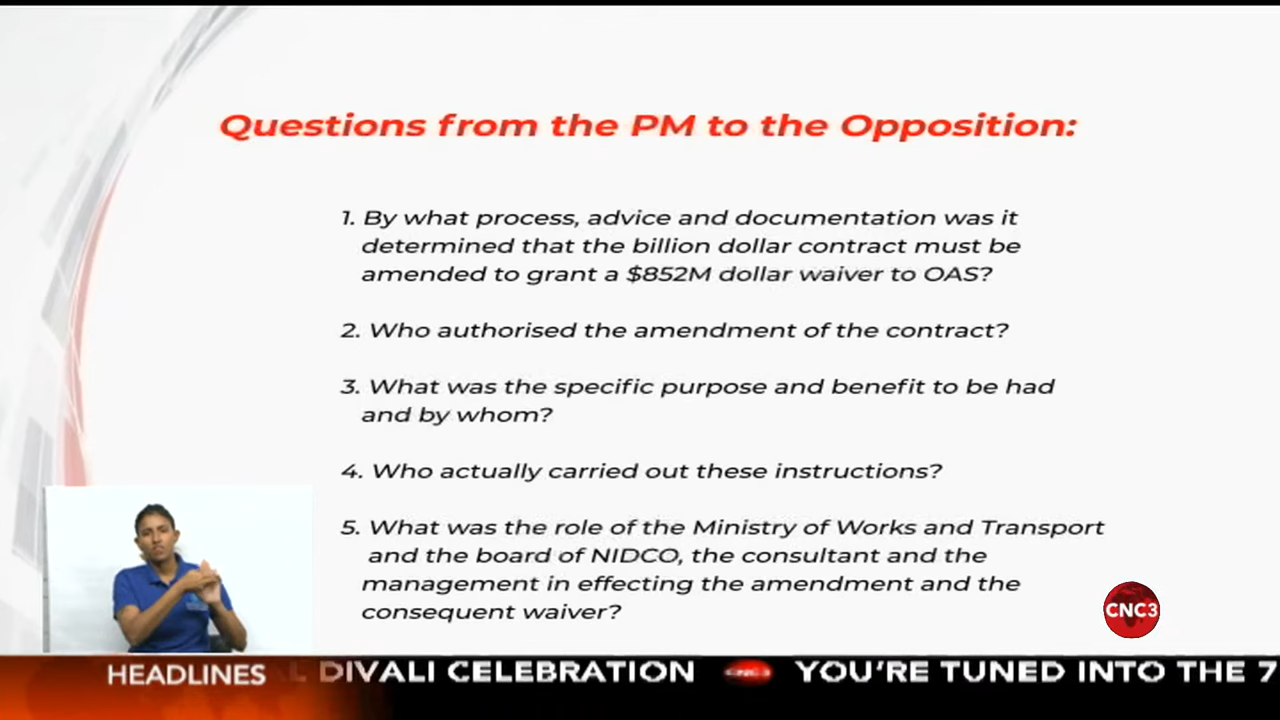 Questions from the PM to the Opposition:
1. By what process, advice and documentation was it
determined that the billion dollar contract must be
amended to grant a $852M dollar waiver to OAS?
2. Who authorised the amendment of the contract?
3. What was the specific purpose and benefit to be had
and by whom?
4. Who actually carried out these instructions?
5. What was the role of the Ministry of Works and Transport
and the board of NIDCO, the consultant and the
management in effecting the amendment and the
consequent waiver?
CNC3
HEADLINES L DIVALI CELEBRATION CNC3 YOU'RE TUNED INTO THE 7